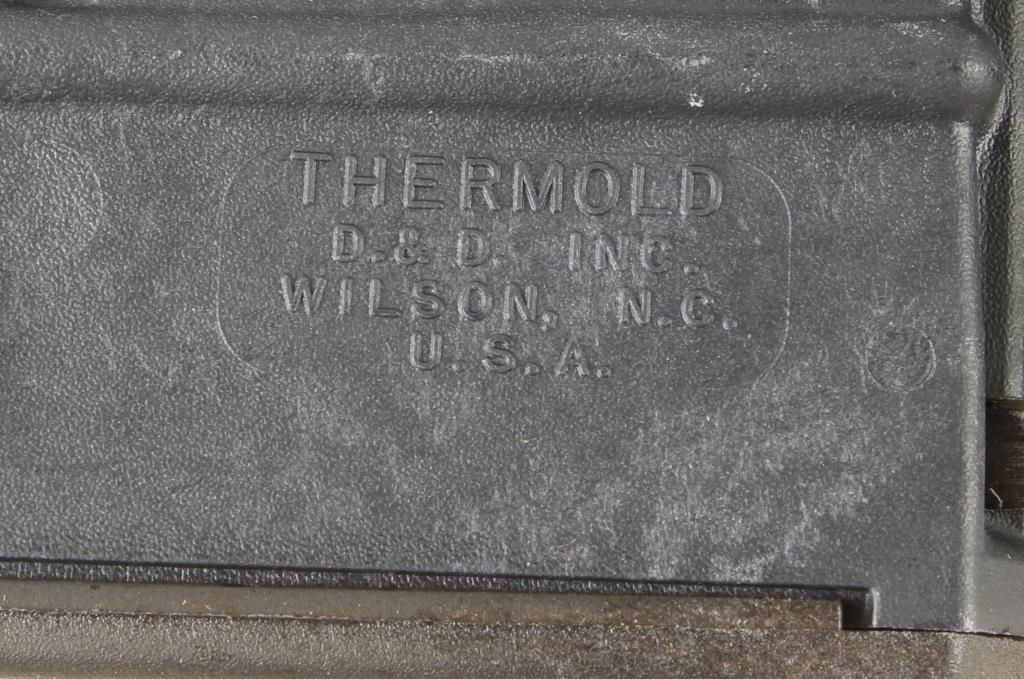 THERMOLD
D.& D. INC.
WILSON, N.C.
U.S.A.